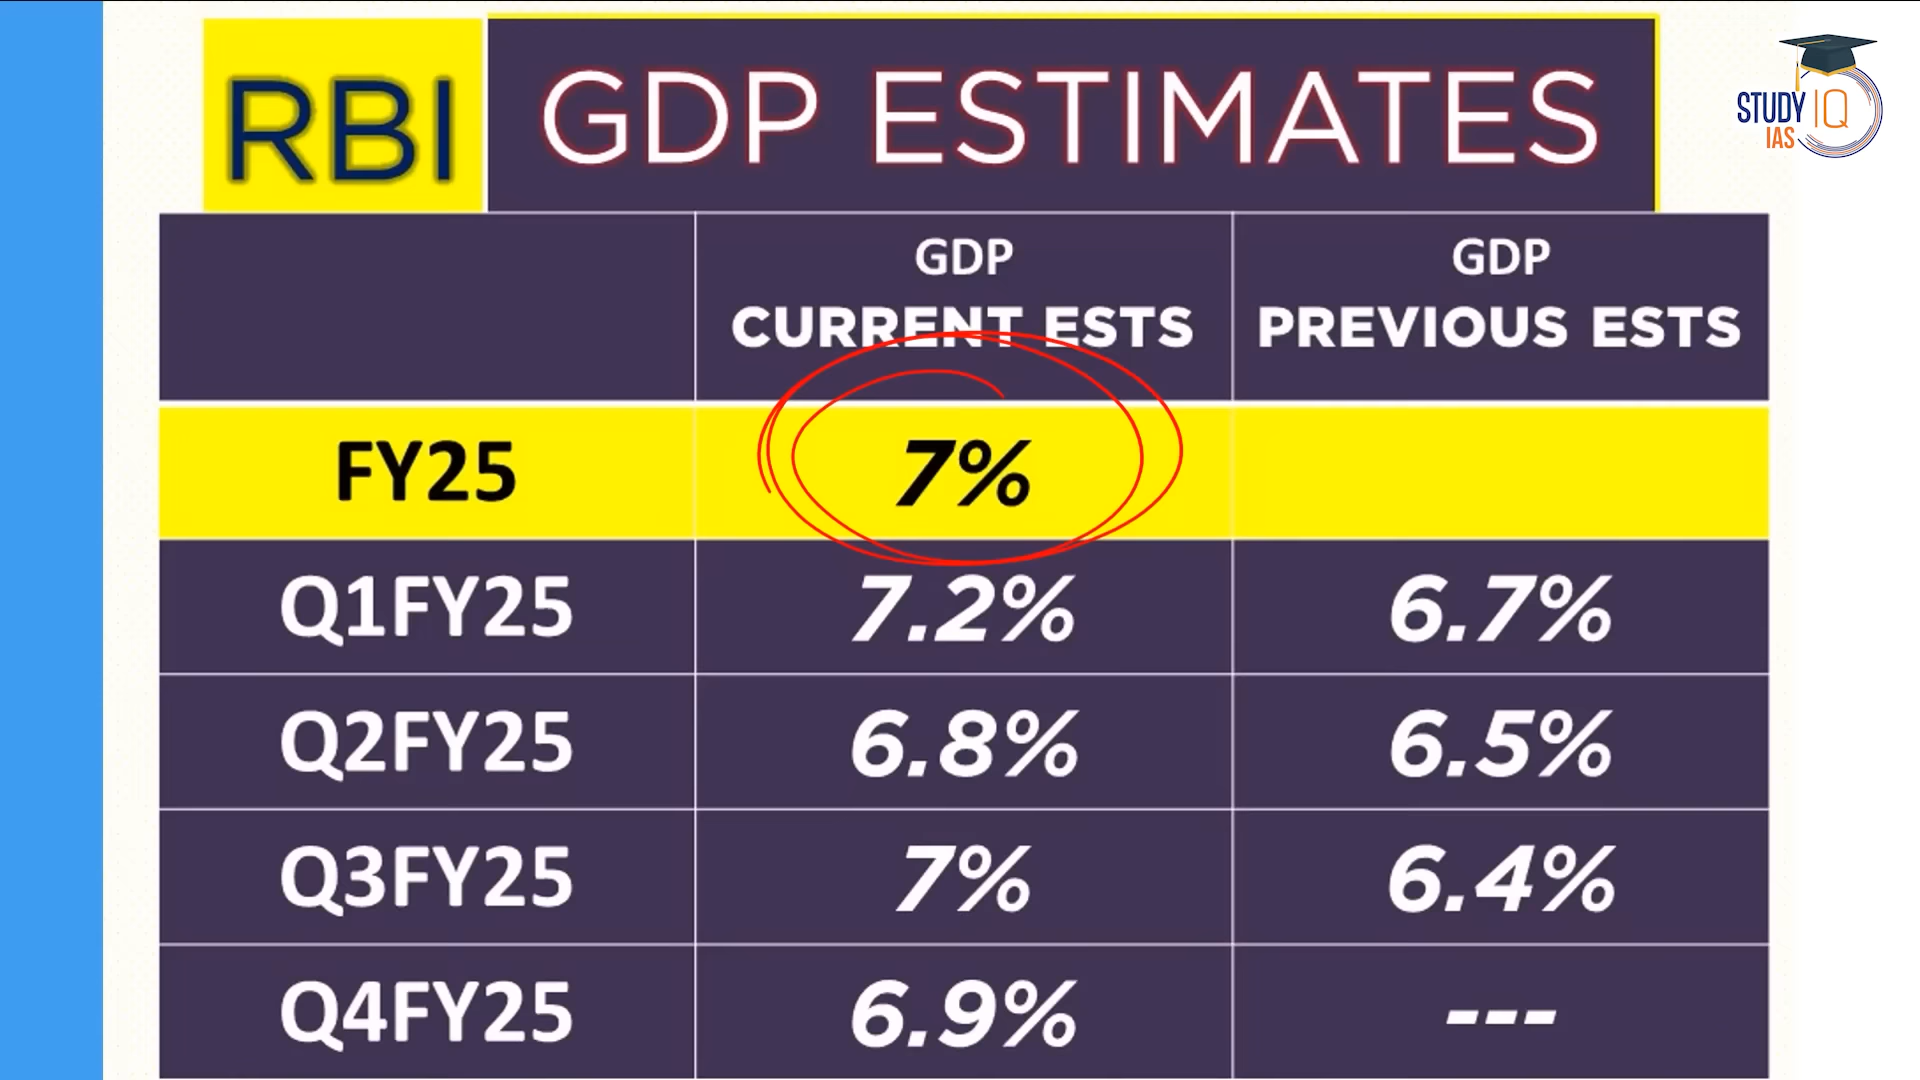 RBI GDP ESTIMATES
STUDY IQ
IAS
GDP GDP
CURRENT ESTS PREVIOUS ESTS
FY25 7%
Q1FY25 7.2% 6.7%
Q2FY25 6.8% 6.5%
Q3FY25 7% 6.4%
Q4FY25 6.9% ---